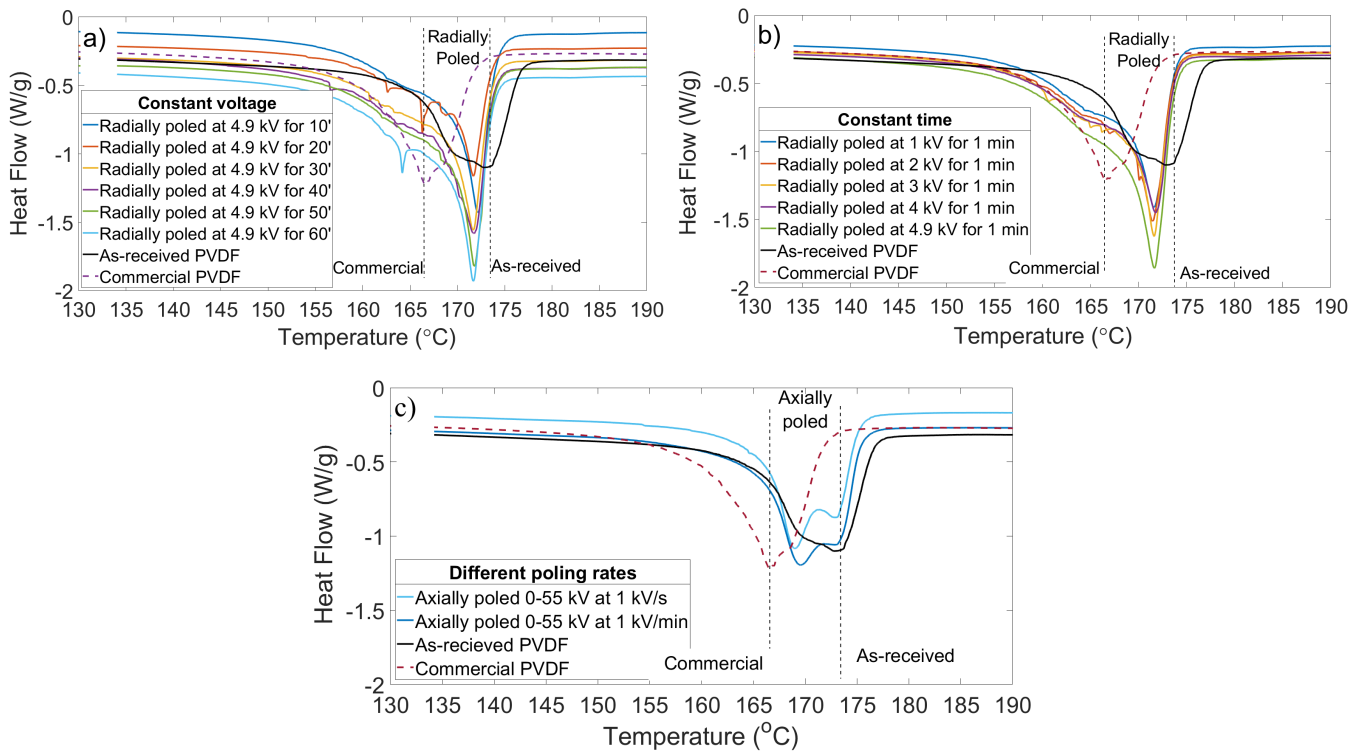 a)
Radially
Poled
Heat Flow (W/g)
0
-0.5
-1
-1.5
-2
Constant voltage
Radially poled at 4.9 kV for 10'
Radially poled at 4.9 kV for 20'
Radially poled at 4.9 kV for 30'
Radially poled at 4.9 kV for 40'
Radially poled at 4.9 kV for 50'
Radially poled at 4.9 kV for 60'
As-received PVDF
Commercial PVDF
Commercial
As-received
130 135 140 145 150 155 160 165 170 175 180 185 190
Temperature (°C)
b)
Radially
Poled
Heat Flow (W/g)
0
-0.5
-1
-1.5
-2
Constant time
Radially poled at 1 kV for 1 min
Radially poled at 2 kV for 1 min
Radially poled at 3 kV for 1 min
Radially poled at 4 kV for 1 min
Radially poled at 4.9 kV for 1 min
As-received PVDF
Commercial PVDF
Commercial
As-received
130 135 140 145 150 155 160 165 170 175 180 185 190
Temperature (°C)
c)
Axially
poled
Heat Flow (W/g)
0
-0.5
-1
-1.5
-2
Different poling rates
Axially poled 0-55 kV at 1 kV/s
Axially poled 0-55 kV at 1 kV/min
As-recieved PVDF
Commercial PVDF
Commercial
As-received
130 135 140 145 150 155 160 165 170 175 180 185 190
Temperature (°C)